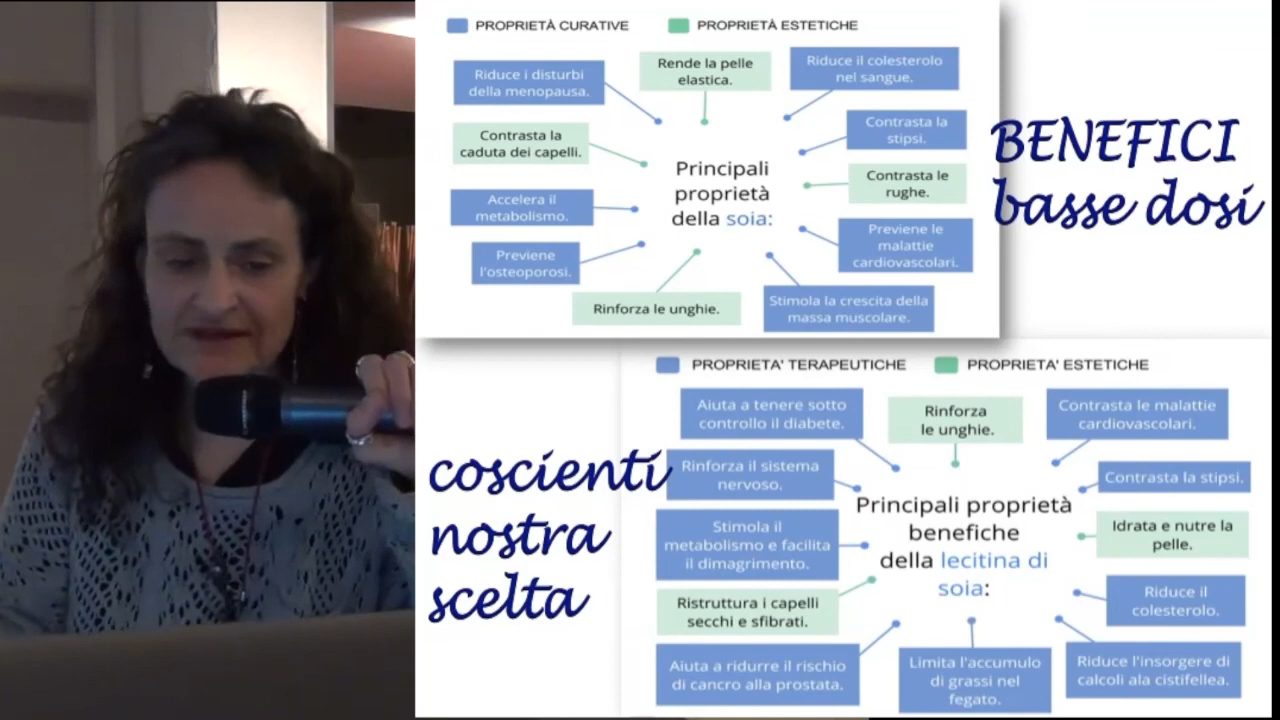 PROPRIETÀ CURATIVE
PROPRIETÀ ESTETICHE
Riduce i disturbi
della menopausa.
Rende la pelle
elastica.
Riduce il colesterolo
nel sangue.
Contrasta la
caduta dei capelli.
Contrasta la
stipsi.
Accelera il
metabolismo.
Contrasta le
rughe.
Previene
l'osteoporosi.
Previene le
malattie
cardiovascolari.
Rinforza le unghie.
Stimola la crescita della
massa muscolare.
Principali
proprietà
della soia:
BENEFICI
basse dosi
coscienti
nostra
scelta
PROPRIETA' TERAPEUTICHE
PROPRIETA' ESTETICHE
Aiuta a tenere sotto
controllo il diabete.
Rinforza
le unghie.
Contrasta le malattie
cardiovascolari.
Rinforza il sistema
nervoso.
Contrasta la stipsi.
Stimola il
metabolismo e facilita
il dimagrimento.
Idrata e nutre la
pelle.
Ristruttura i capelli
secchi e sfibrati.
Riduce il
colesterolo.
Aiuta a ridurre il rischio
di cancro alla prostata.
Limita l'accumulo
di grassi nel
fegato.
Riduce l'insorgere di
calcoli ala cistifellea.
Principali proprietà
benefiche
della lecitina di
soia: